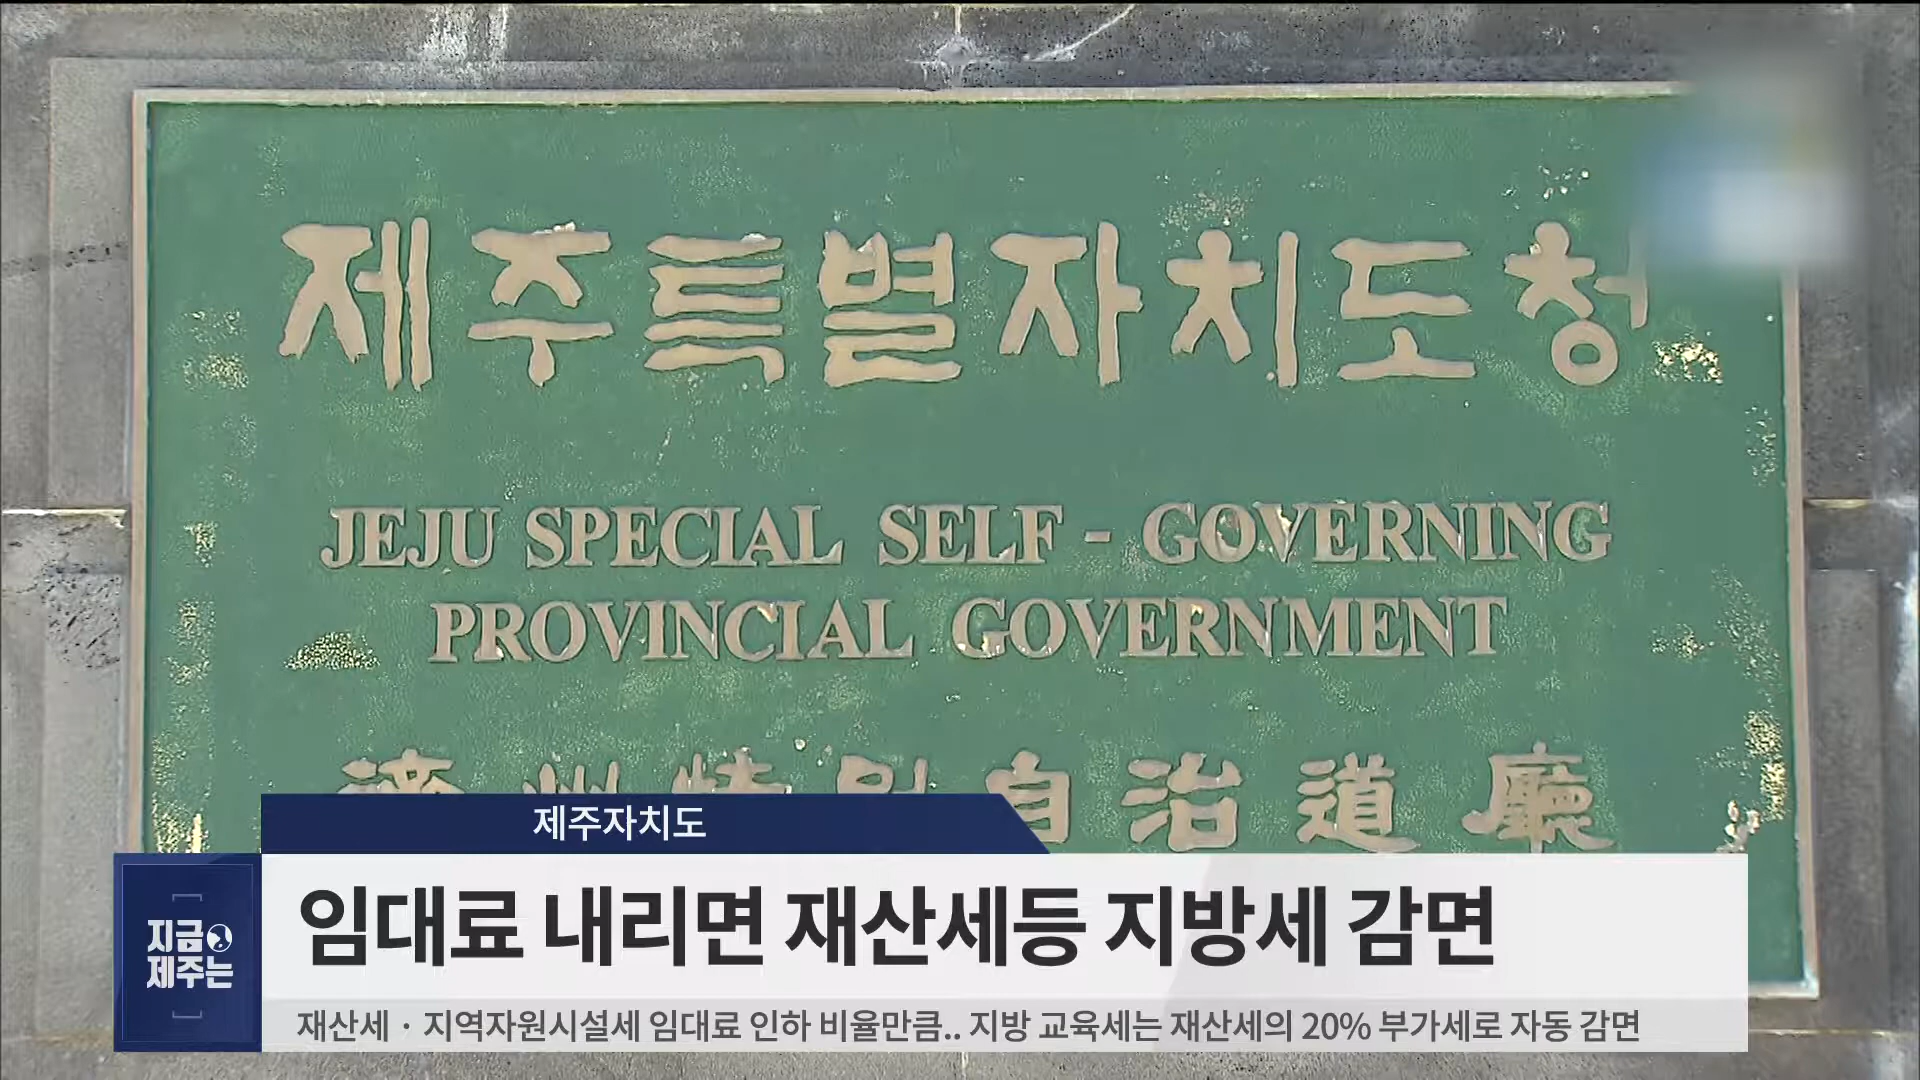 제주특별자치도청
JEJU SPECIAL SELF - GOVERNING
PROVINCIAL GOVERNMENT
濟州特別自治道廳
제주자치도
지금
제주는
임대료 내리면 재산세등 지방세 감면
재산세 · 지역자원시설세 임대료 인하 비율만큼.. 지방 교육세는 재산세의 20% 부가세로 자동 감면